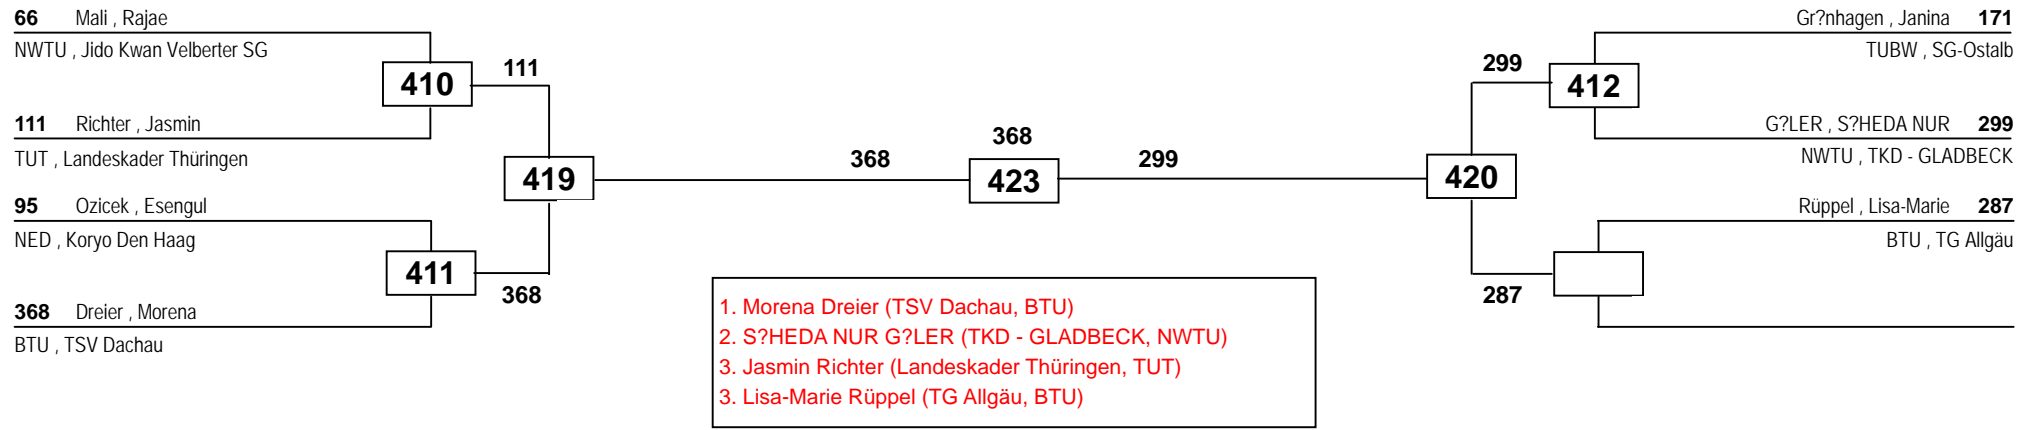 66 Mali , Rajae
NWTU , Jido Kwan Velberter SG
410
111
111 Richter , Jasmin
TUT , Landeskader Thüringen
419
95 Ozicek , Esengul
NED , Koryo Den Haag
411
368
368 Dreier , Morena
BTU , TSV Dachau
368
368
423
299
Gr?nhagen , Janina 171
TUBW , SG-Ostalb
299
412
G?LER , S?HEDA NUR 299
NWTU , TKD - GLADBECK
420
Rüppel , Lisa-Marie 287
BTU , TG Allgäu
287
1. Morena Dreier (TSV Dachau, BTU)
2. S?HEDA NUR G?LER (TKD - GLADBECK, NWTU)
3. Jasmin Richter (Landeskader Thüringen, TUT)
3. Lisa-Marie Rüppel (TG Allgäu, BTU)